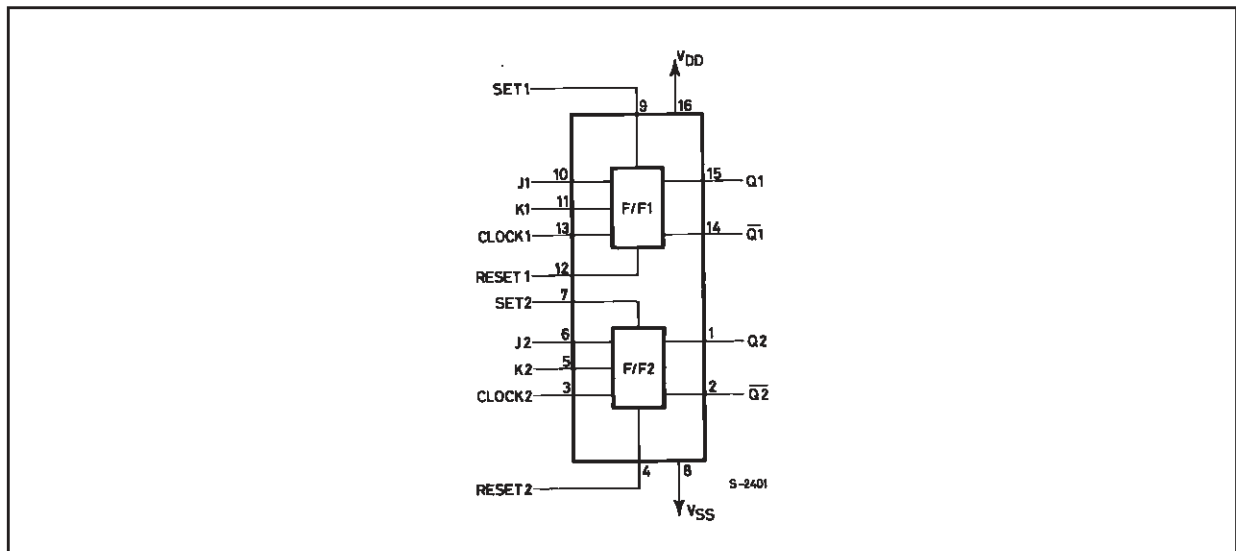 VDD
SET1
9 16
J1 10 15 Q1
K1 11 F/F1
CLOCK1 13 14 Q1
RESET1 12
SET2 7
J2 6 1 Q2
K2 5 F/F2
CLOCK2 3 2 Q2
4 8
RESET2
S-2401
VSS